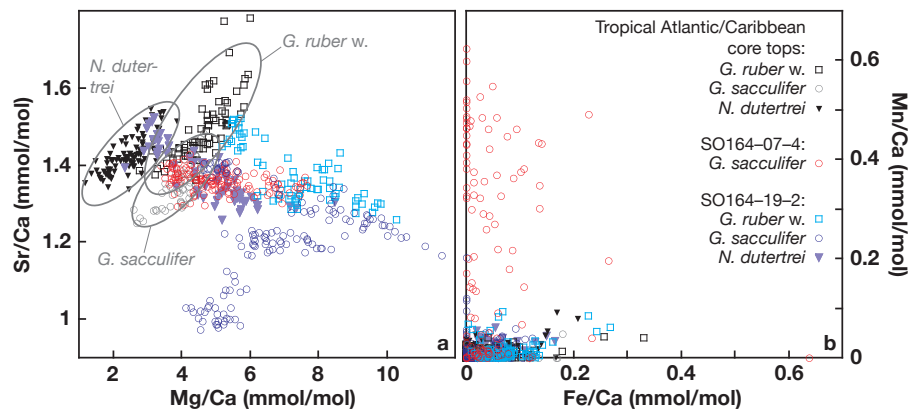 G. ruber w.
N. duter-
trei
G. sacculifer
1.6
1.4
1.2
1
Sr/Ca (mmol/mol)
2 4 6 8 10
Mg/Ca (mmol/mol)
a
Tropical Atlantic/Caribbean
core tops:
G. ruber w.
G. sacculifer
N. dutertrei
SO164–07–4:
G. sacculifer
SO164–19–2:
G. ruber w.
G. sacculifer
N. dutertrei
b
0.6
0.4
0.2
0
Mn/Ca (mmol/mol)
0 0.2 0.4 0.6
Fe/Ca (mmol/mol)